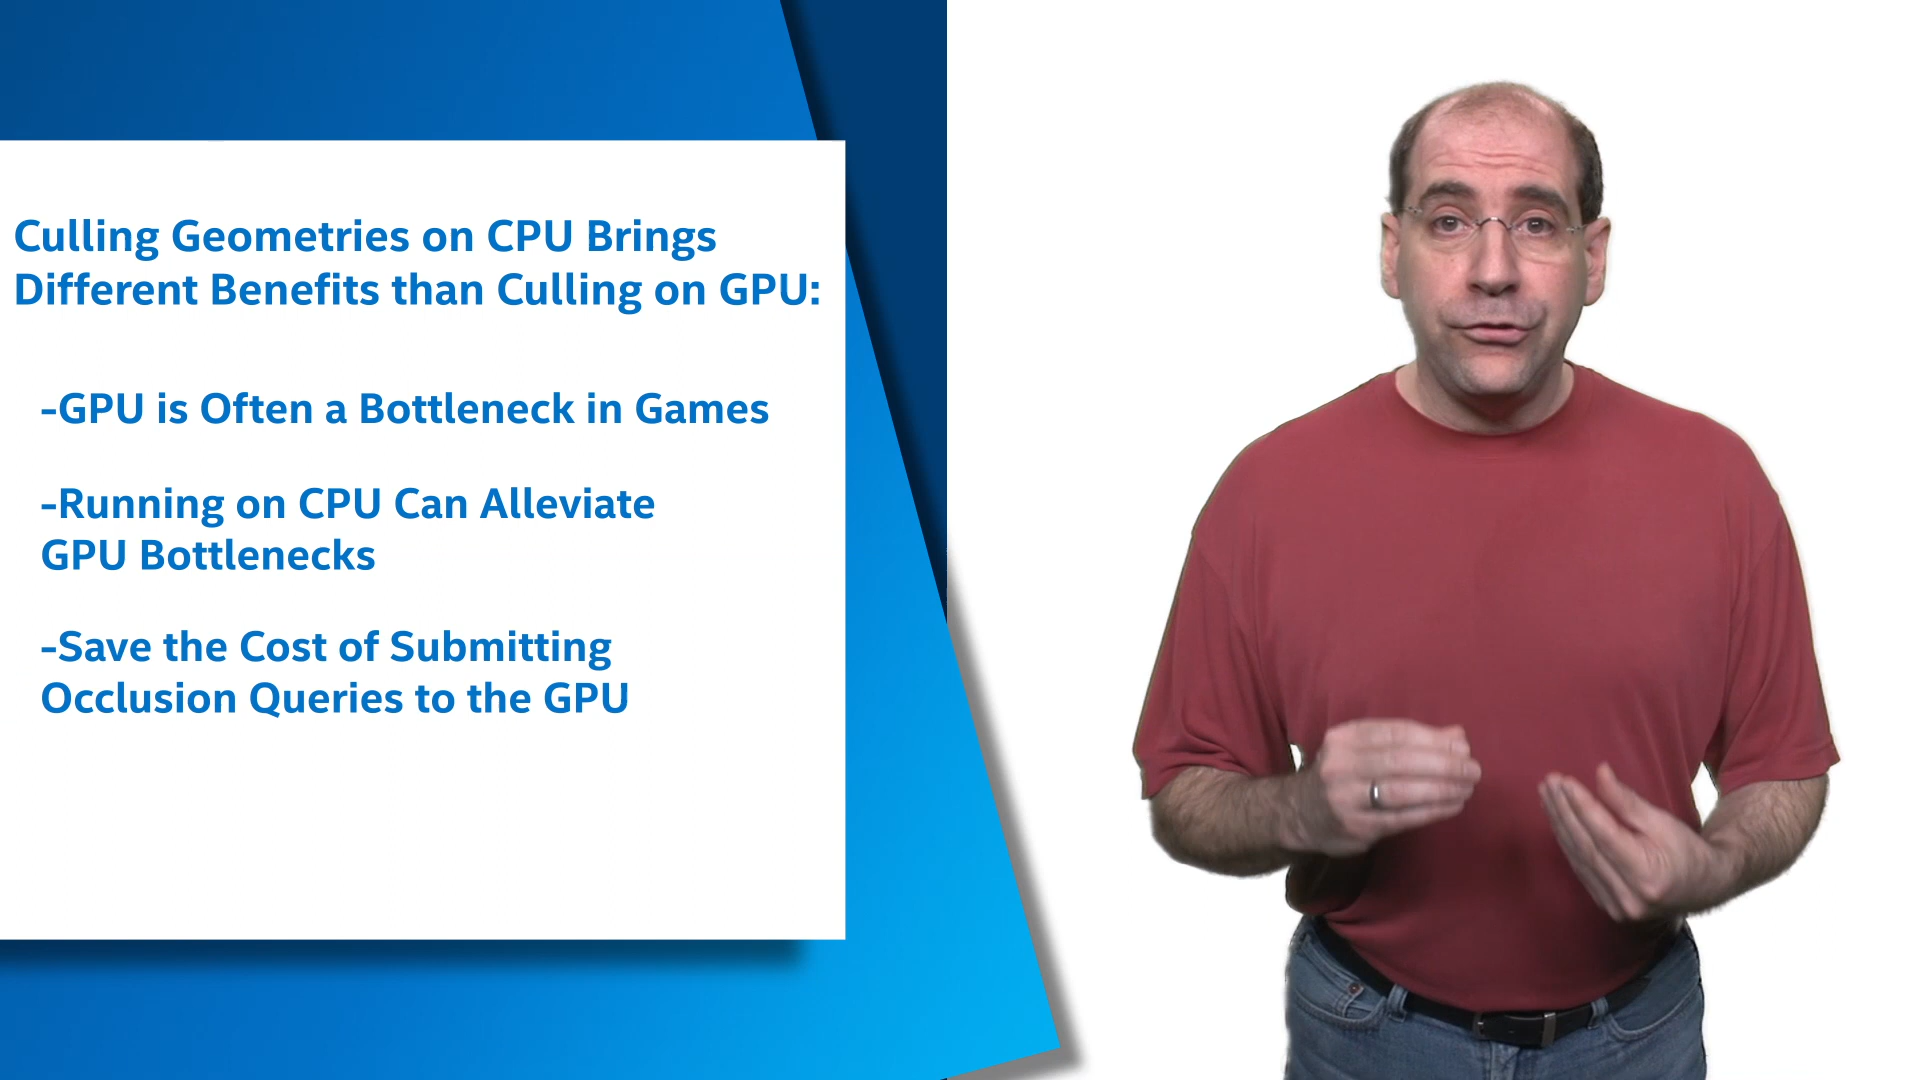 Culling Geometries on CPU Brings
Different Benefits than Culling on GPU:
-GPU is Often a Bottleneck in Games
-Running on CPU Can Alleviate
GPU Bottlenecks
-Save the Cost of Submitting
Occlusion Queries to the GPU